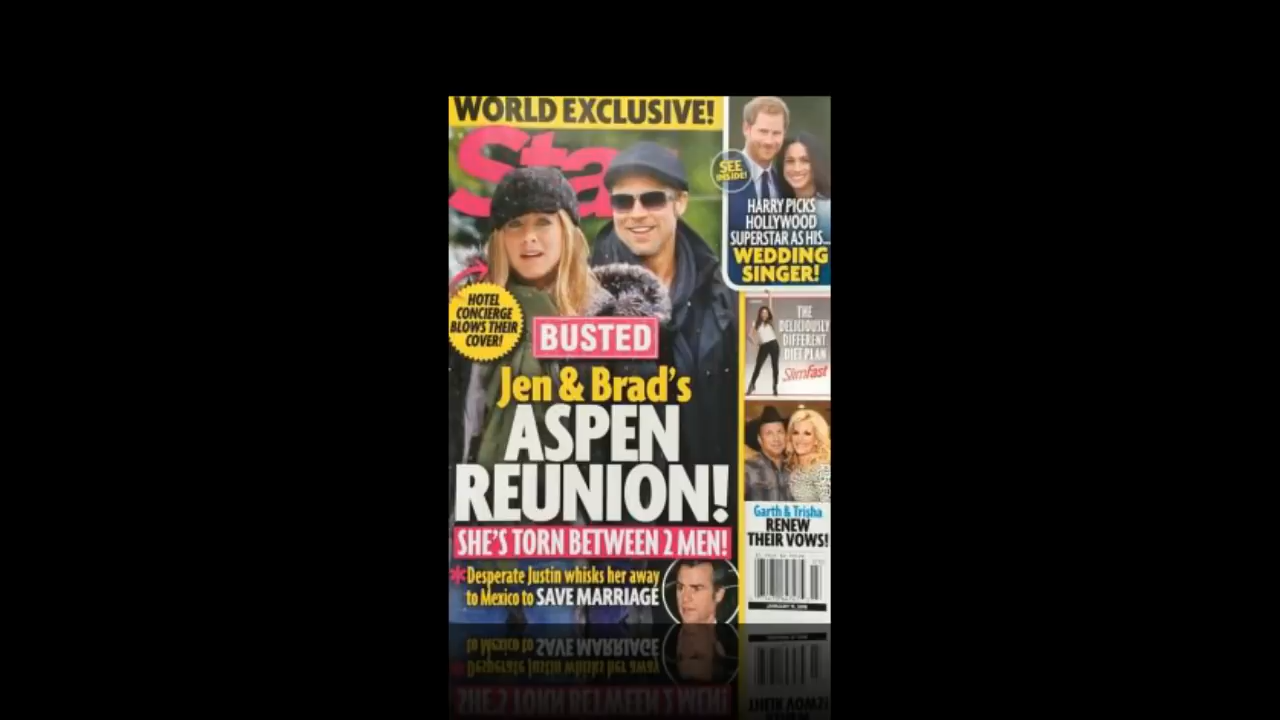 WORLD EXCLUSIVE!
Sta
SEE
INSIDE!
HARRY PICKS
HOLLYWOOD
SUPERSTAR AS HIS...
WEDDING
SINGER!
HOTEL
CONCIERGE
BLOWS THEIR
COVER!
BUSTED
Jen & Brad's
ASPEN
REUNION!
SHE'S TORN BETWEEN 2 MEN!
*Desperate Justin whisks her away
to Mexico to SAVE MARRIAGE
THE
DELICIOUSLY
DIFFERENT
DIET PLAN
SlimFast
Garth & Trisha
RENEW
THEIR VOWS!